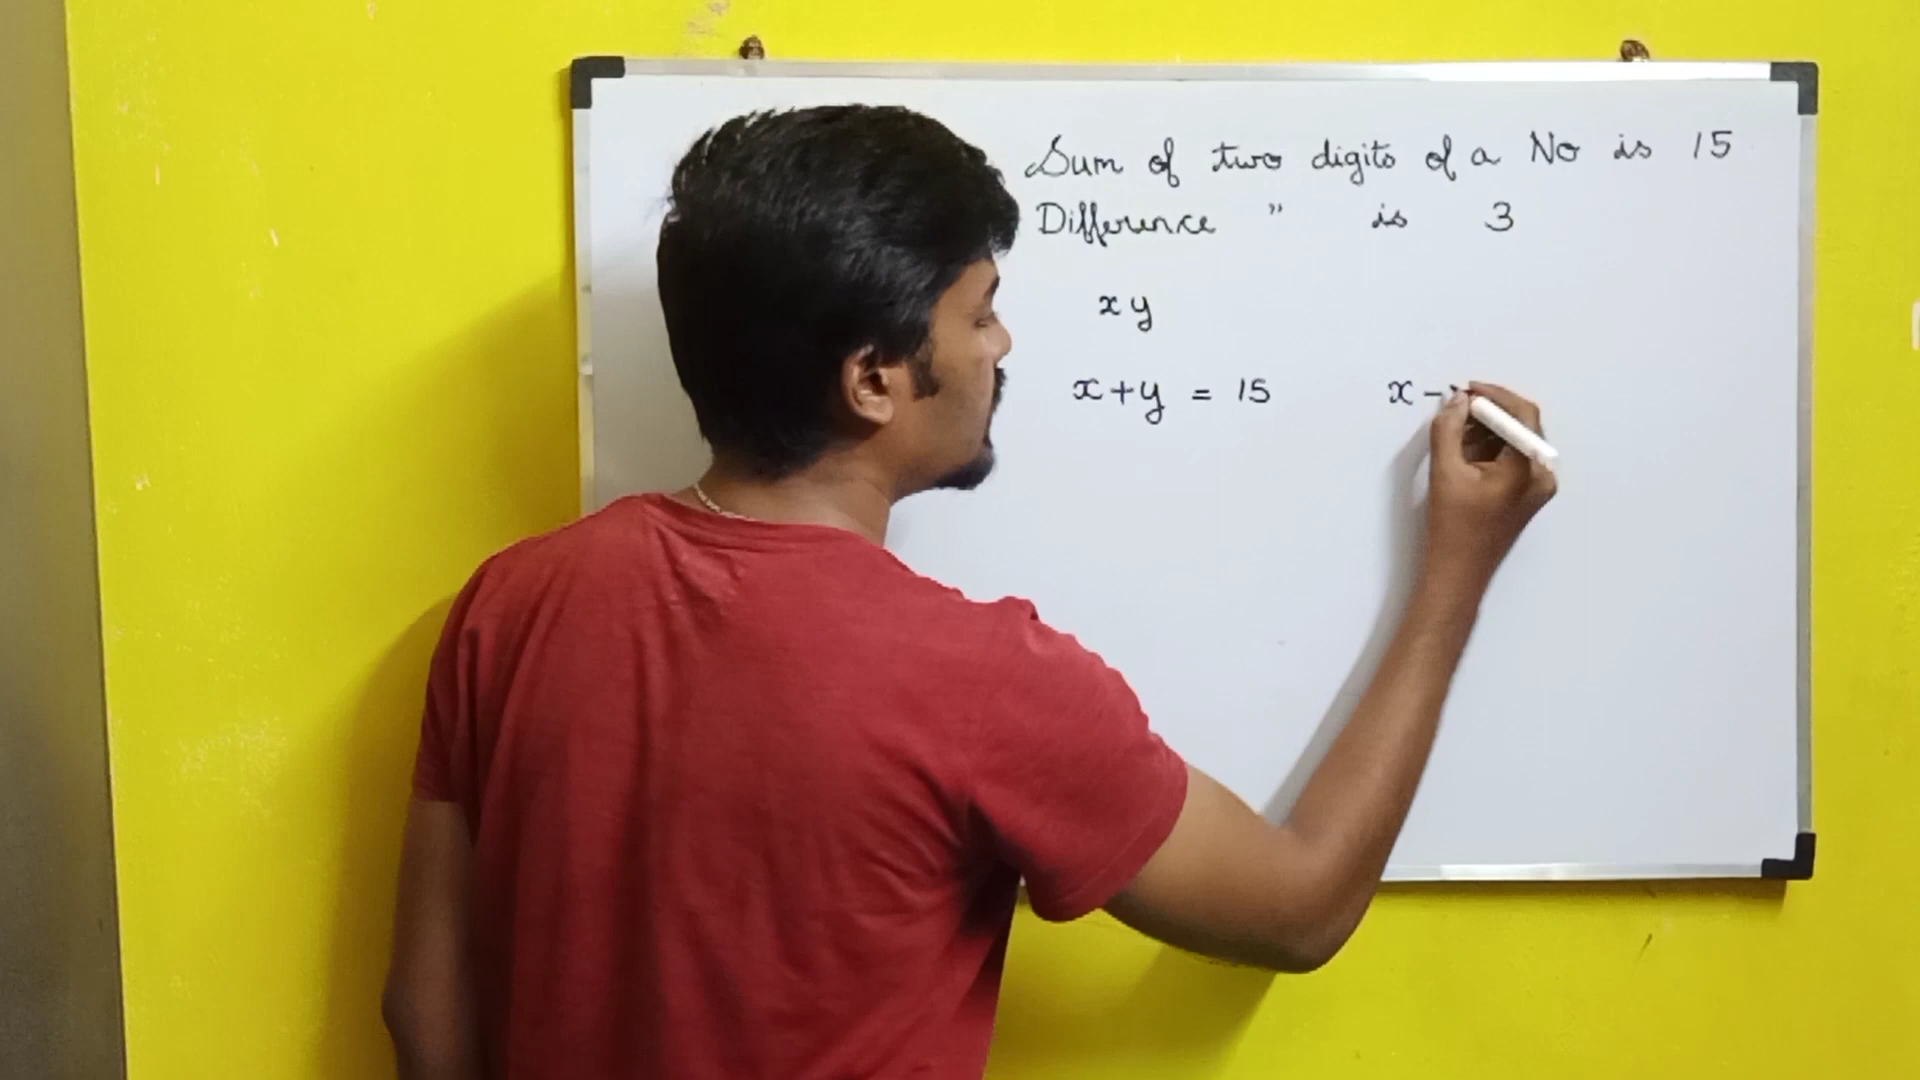 Sum of two digits of a No is 15
Difference " is 3
x y
x + y = 15 x -